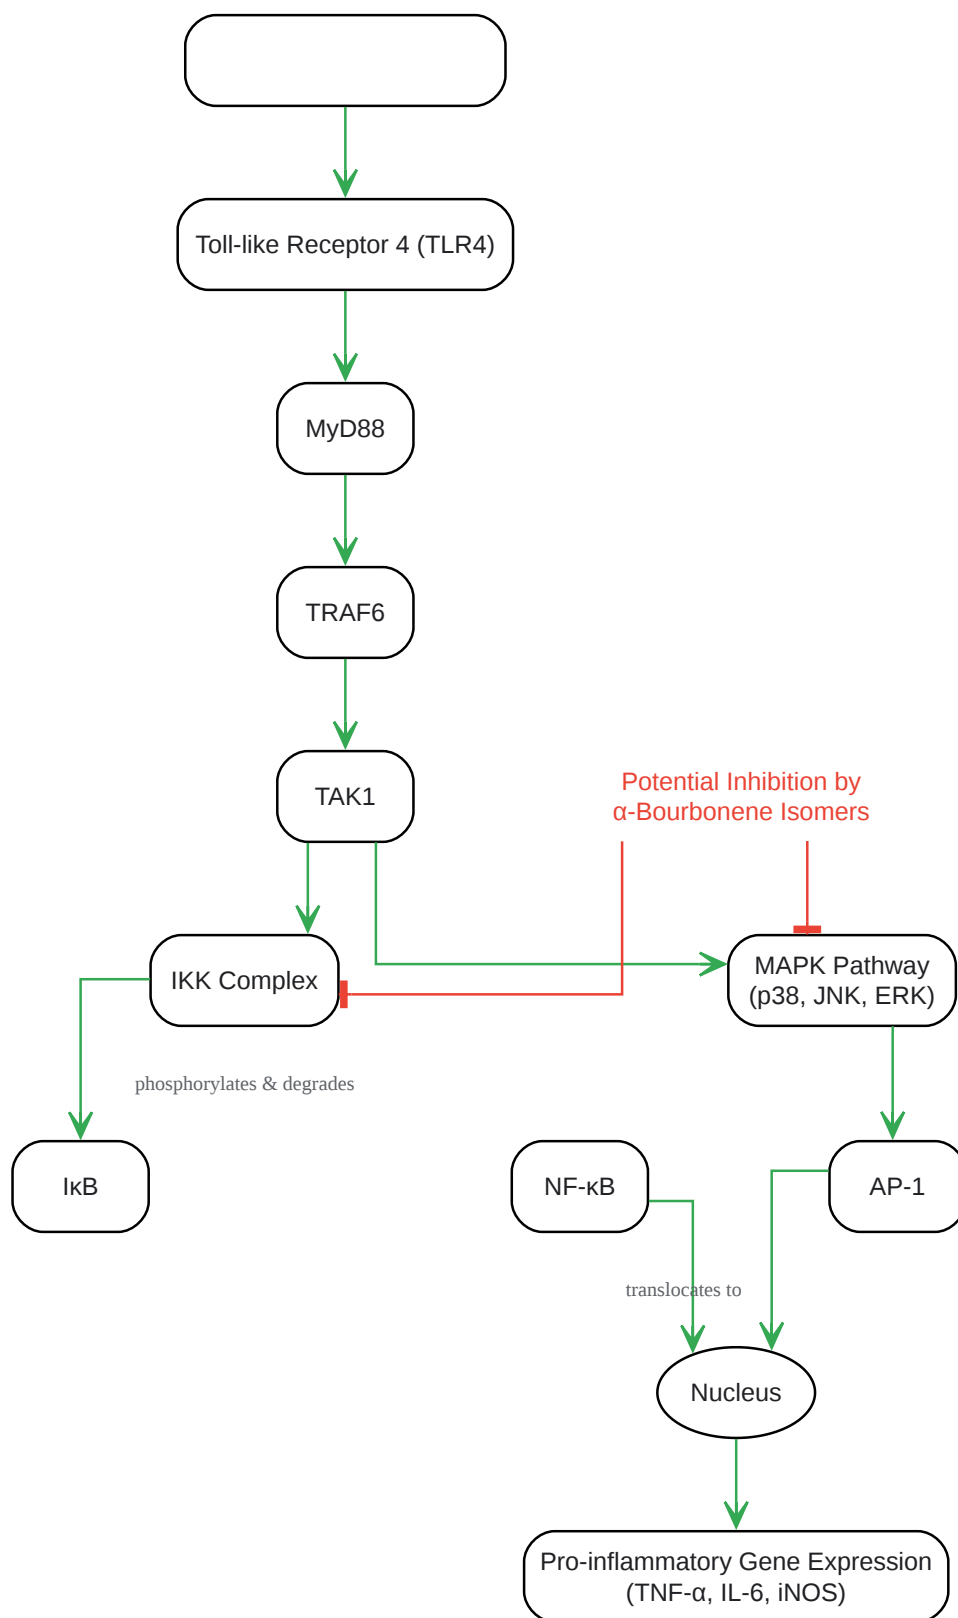 Toll-like Receptor 4 (TLR4)
MyD88
TRAF6
TAK1
Potential Inhibition by
α-Bourbonene Isomers
IKK Complex
MAPK Pathway
(p38, JNK, ERK)
phosphorylates & degrades
IκB
NF-κB
AP-1
translocates to
Nucleus
Pro-inflammatory Gene Expression
(TNF-α, IL-6, iNOS)